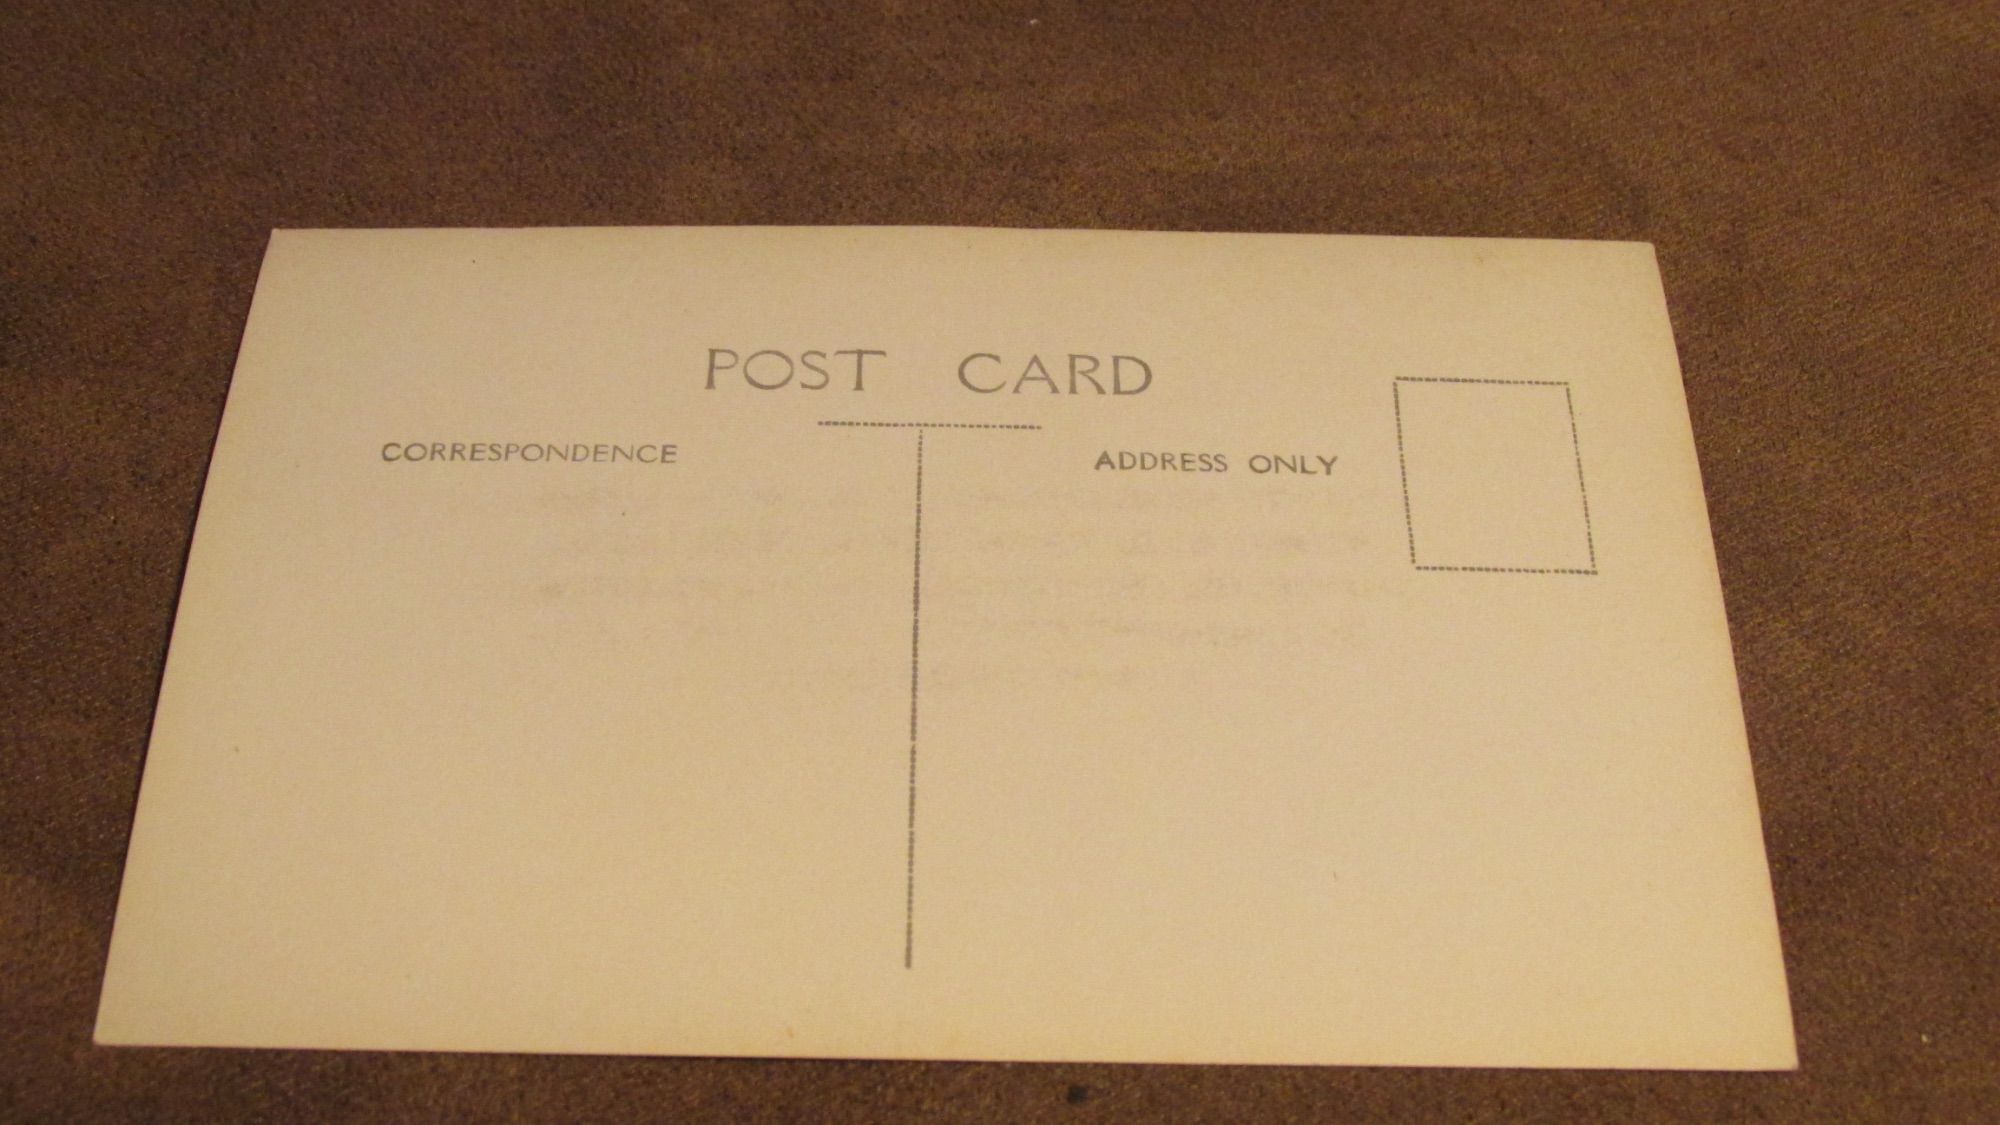 POST CARD
CORRESPONDENCE
ADDRESS ONLY